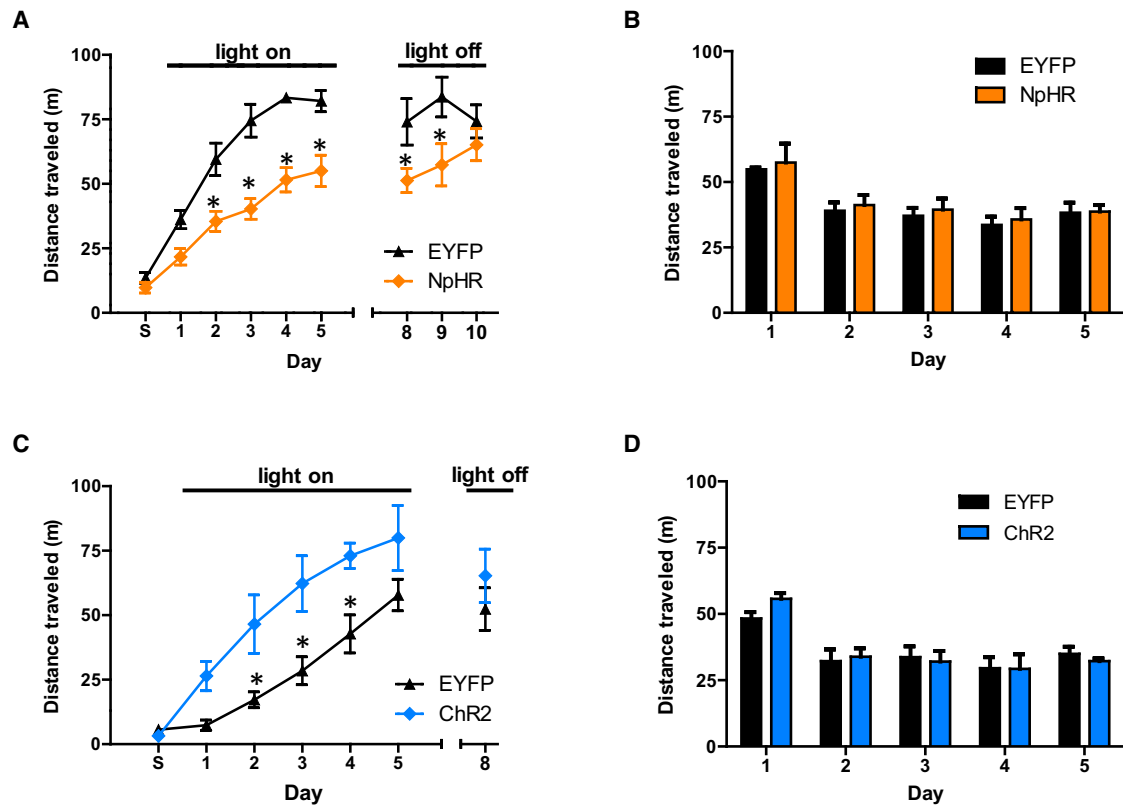 A
light on
light off
Distance traveled (m)
100
75
50
25
0
*
*
*
*
*
*
EYFP
NpHR
S 1 2 3 4 5 8 9 10
Day
B
Distance traveled (m)
100
75
50
25
0
EYFP
NpHR
1 2 3 4 5
Day
C
light on
light off
Distance traveled (m)
100
75
50
25
0
*
*
*
EYFP
ChR2
S 1 2 3 4 5 8
Day
D
Distance traveled (m)
100
75
50
25
0
EYFP
ChR2
1 2 3 4 5
Day